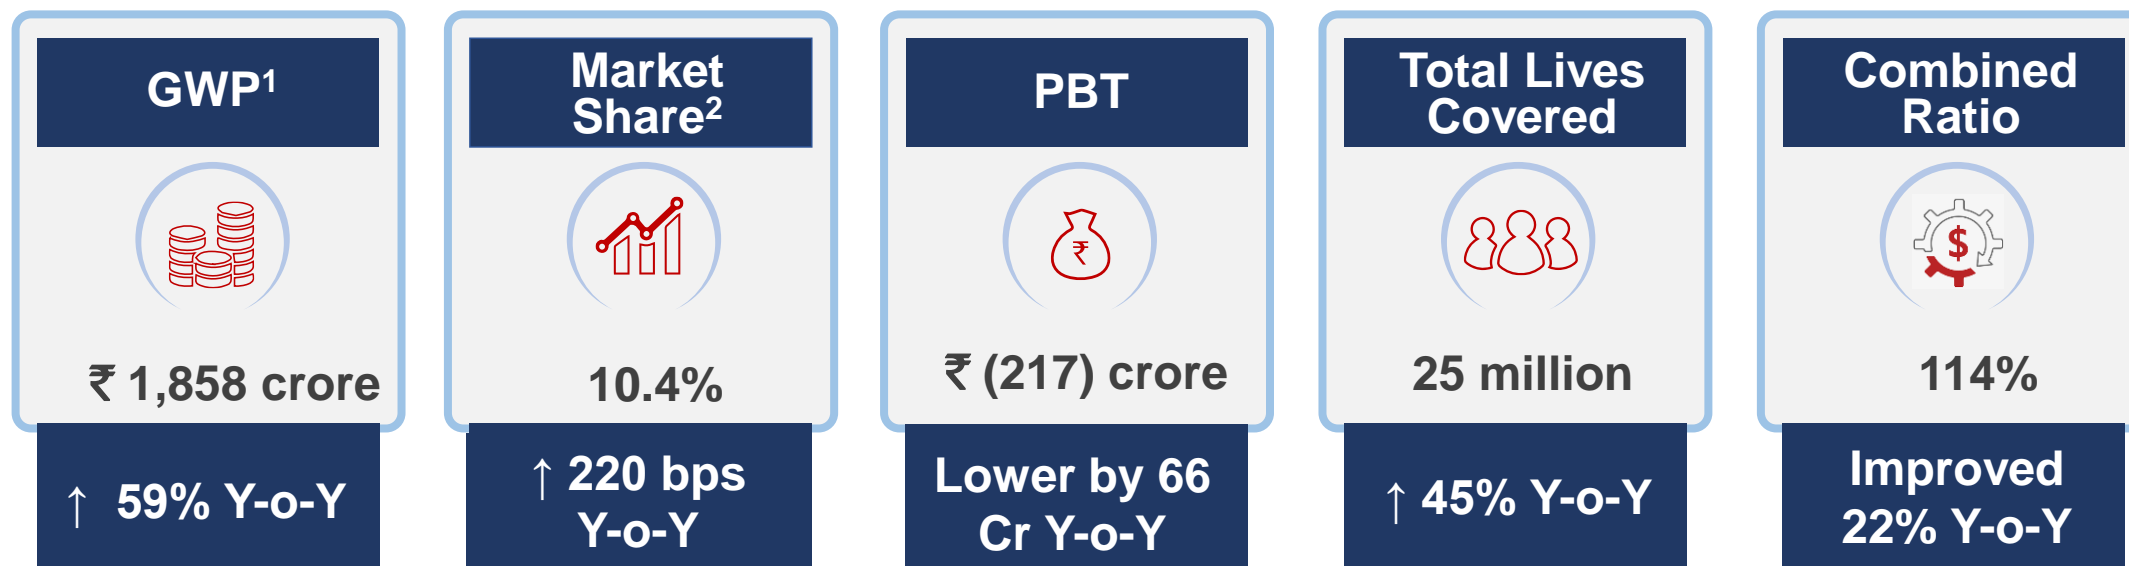 GWP¹
₹ 1,858 crore
↑ 59% Y-o-Y
Market
Share²
10.4%
↑ 220 bps
Y-o-Y
PBT
₹
₹ (217) crore
Lower by 66
Cr Y-o-Y
Total Lives
Covered
25 million
↑ 45% Y-o-Y
Combined
Ratio
$
114%
Improved
22% Y-o-Y